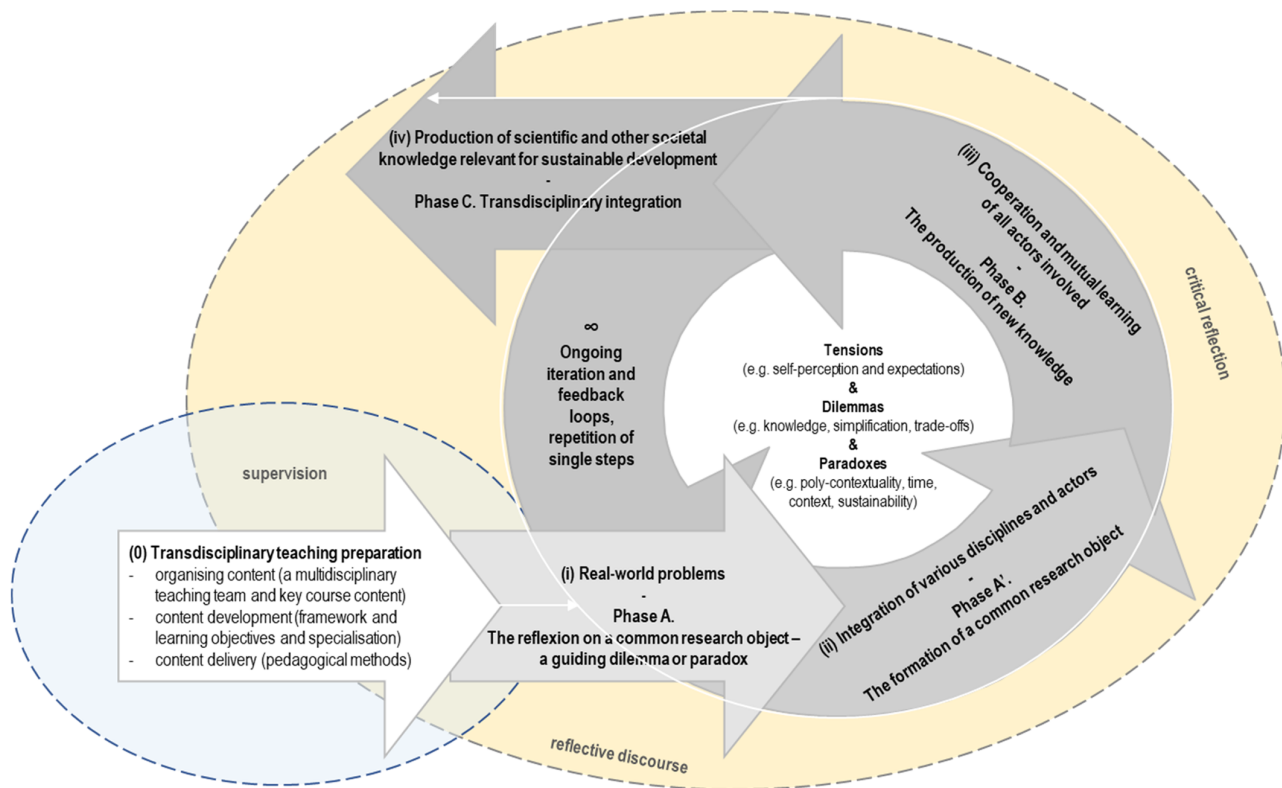 (iv) Production of scientific and other societal
knowledge relevant for sustainable development
-
Phase C. Transdisciplinary integration
(iii) Cooperation and mutual learning
of all actors involved
-
Phase B.
The production of new knowledge
critical reflection
∞
Ongoing
iteration and
feedback
loops,
repetition of
single steps
Tensions
(e.g. self-perception and expectations)
&
Dilemmas
(e.g. knowledge, simplification, trade-offs)
&
Paradoxes
(e.g. poly-contextuality, time,
context, sustainability)
supervision
(0) Transdisciplinary teaching preparation
- organising content (a multidisciplinary
teaching team and key course content)
- content development (framework and
learning objectives and specialisation)
- content delivery (pedagogical methods)
(i) Real-world problems
-
Phase A.
The reflexion on a common research object –
a guiding dilemma or paradox
(ii) Integration of various disciplines and actors
-
Phase A'.
The formation of a common research object
reflective discourse